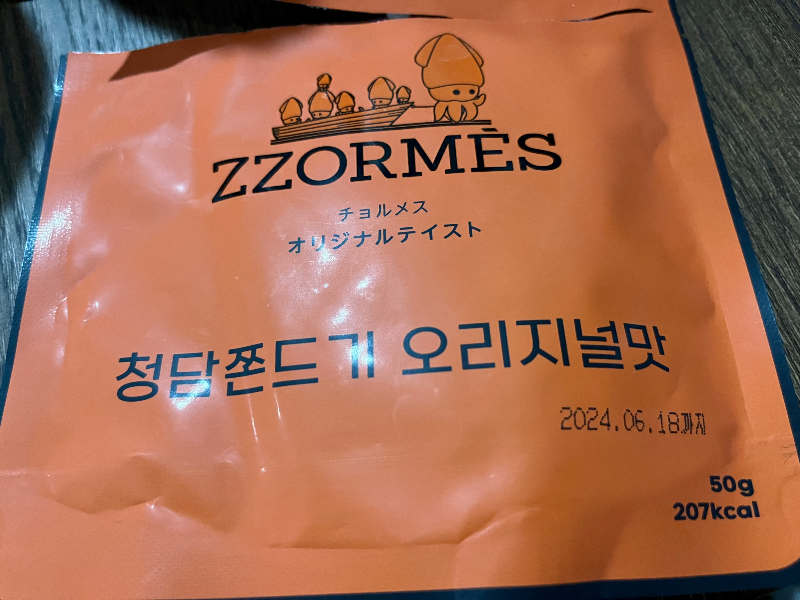 ZZORMÈS
チョルメス
オリジナルテイスト
청담쫀드기 오리지널맛
2024.06.18까지
50g
207kcal